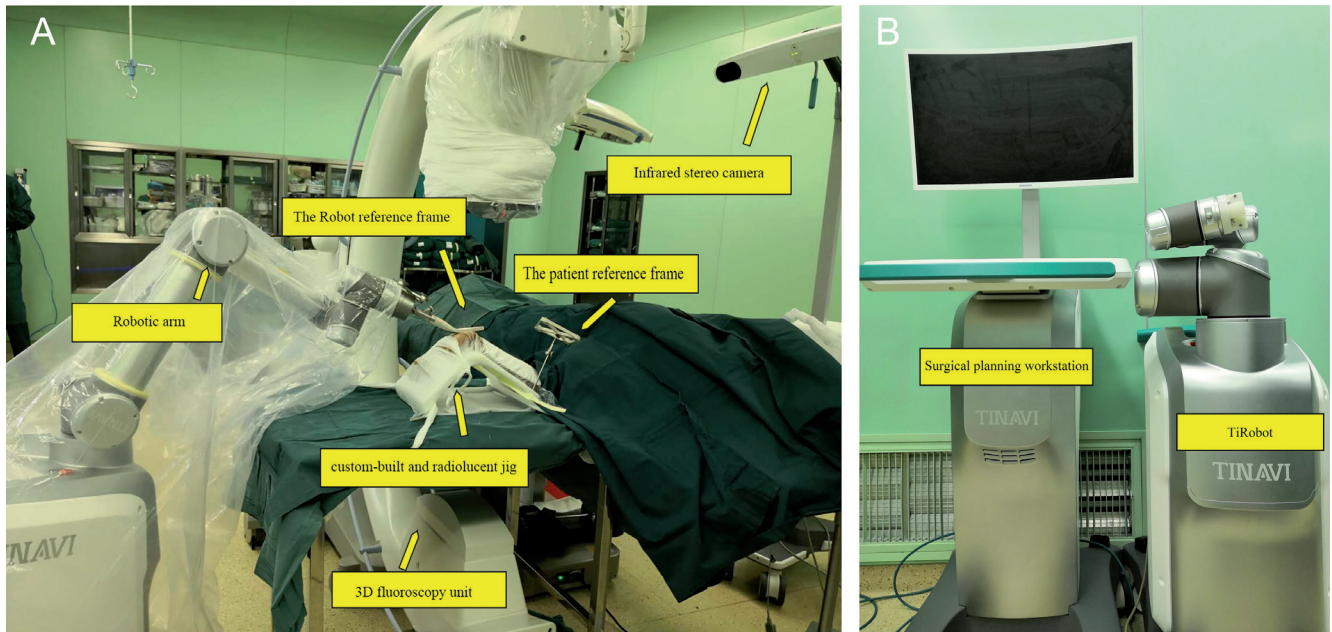 A
Infrared stereo camera
The Robot reference frame
The patient reference frame
Robotic arm
custom-built and radiolucent jig
3D fluoroscopy unit
TINAVI
B
Surgical planning workstation
TINAVI
TiRobot
TINAVI